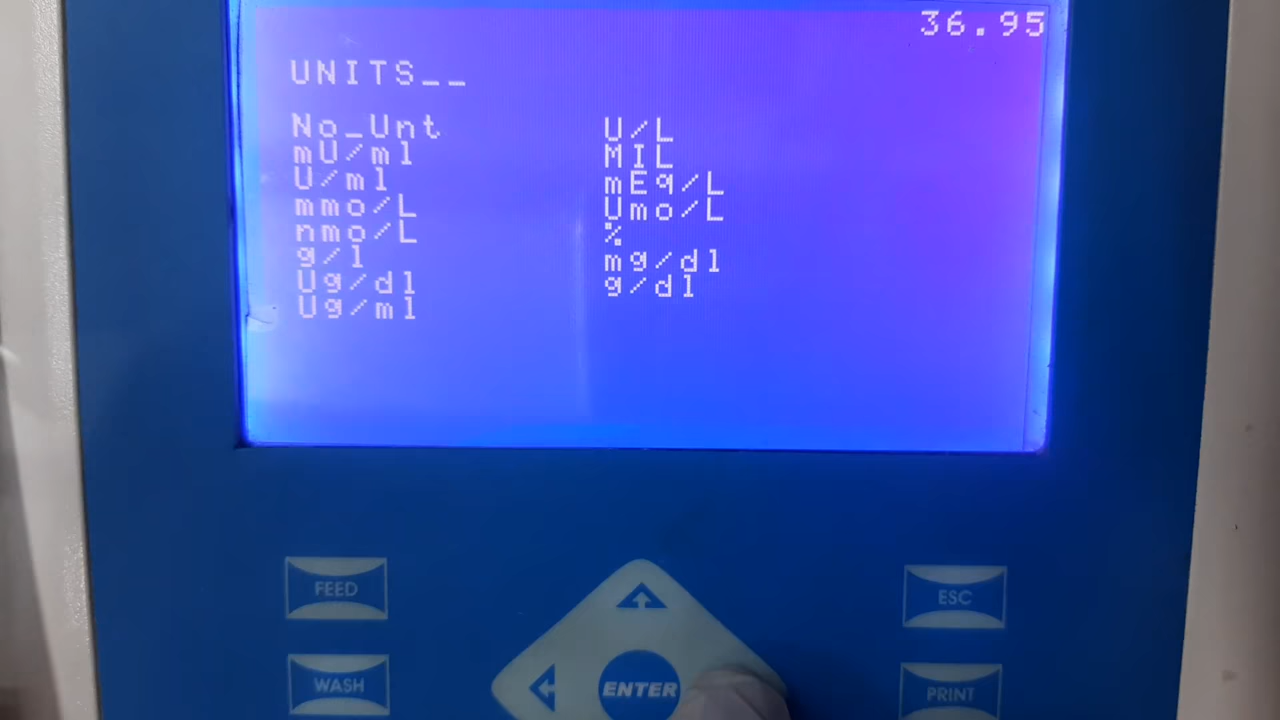 36.95
UNITS__
No_Unt
mU/ml
U/ml
mmo/L
nmo/L
g/l
Ug/dl
Ug/ml
U/L
MIL
mEq/L
Umo/L
%
mg/dl
g/dl
FEED
ESC
WASH
ENTER
PRINT